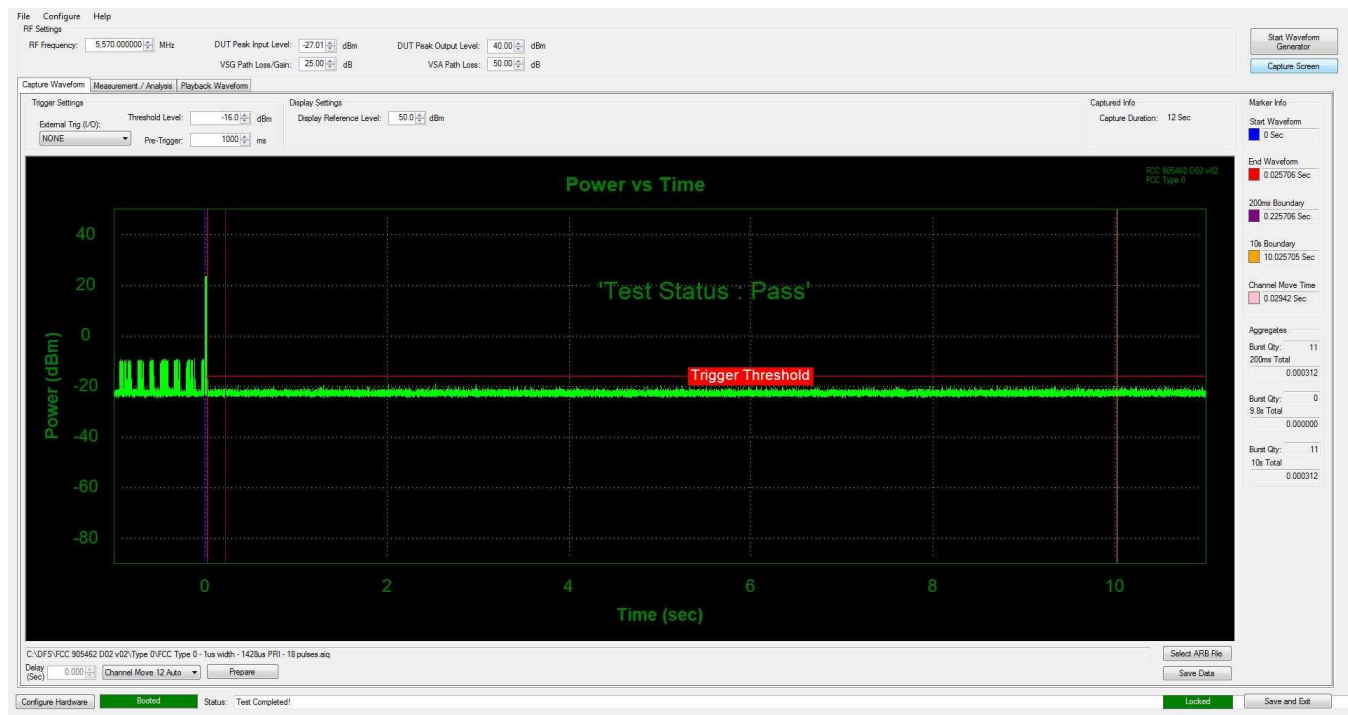 File Configure Help
RF Settings
RF Frequency: 5,570.000000 MHz DUT Peak Input Level: -27.01 dBm DUT Peak Output Level: 40.00 dBm
VSG Path Loss/Gain: 25.00 dB VSA Path Loss: 50.00 dB
Start Waveform Generator
Capture Screen
Capture Waveform Measurement / Analysis Playback Waveform
Trigger Settings
External Trig (I/O): Threshold Level: -16.0 dBm
NONE Pre-Trigger: 1000 ms
Display Settings
Display Reference Level: 50.0 dBm
Captured Info
Capture Duration: 12 Sec
Marker Info
Start Waveform
0 Sec
End Waveform
0.025706 Sec
200ms Boundary
0.225706 Sec
10s Boundary
10.025705 Sec
Channel Move Time
0.02942 Sec
Aggregates
Burst Qty: 11
200ms Total
0.000312
Burst Qty: 0
9.8s Total
0.000000
Burst Qty: 11
10s Total
0.000312
Power vs Time
FCC 905462 D02 v02
FCC Type 0
'Test Status : Pass'
Trigger Threshold
Power (dBm)
40
20
0
-20
-40
-60
-80
0 2 4 6 8 10
Time (sec)
C:\DFS\FCC 905462 D02 v02\Type 0\FCC Type 0 - 1us width - 1428us PRI - 18 pulses.aiq
Select ARB File
Delay (Sec) 0.000 Channel Move 12 Auto Prepare
Save Data
Configure Hardware Booted Status: Test Completed! Locked Save and Exit